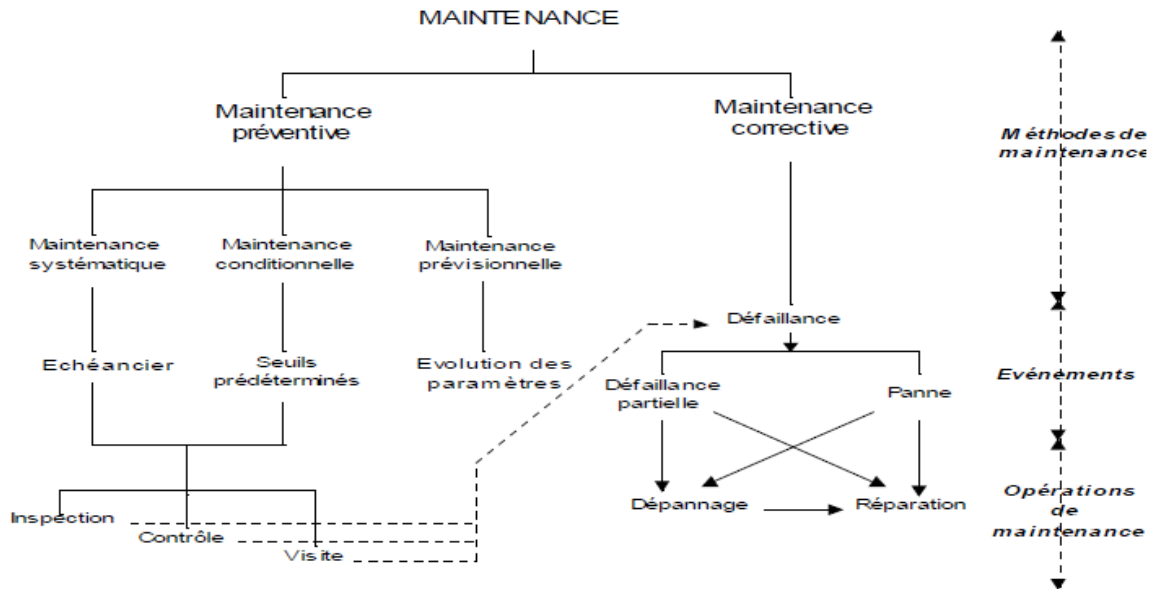 MAINTENANCE
Maintenance
préventive
Maintenance
corrective
Méthodes de
maintenance
Maintenance
systématique
Maintenance
conditionnelle
Maintenance
prévisionnelle
Défaillance
Echéancier
Seuils
prédéterminés
Evolution des
paramètres
Défaillance
partielle
Panne
Evénements
Inspection
Contrôle
Visite
Dépannage
Réparation
Opérations
de
maintenance